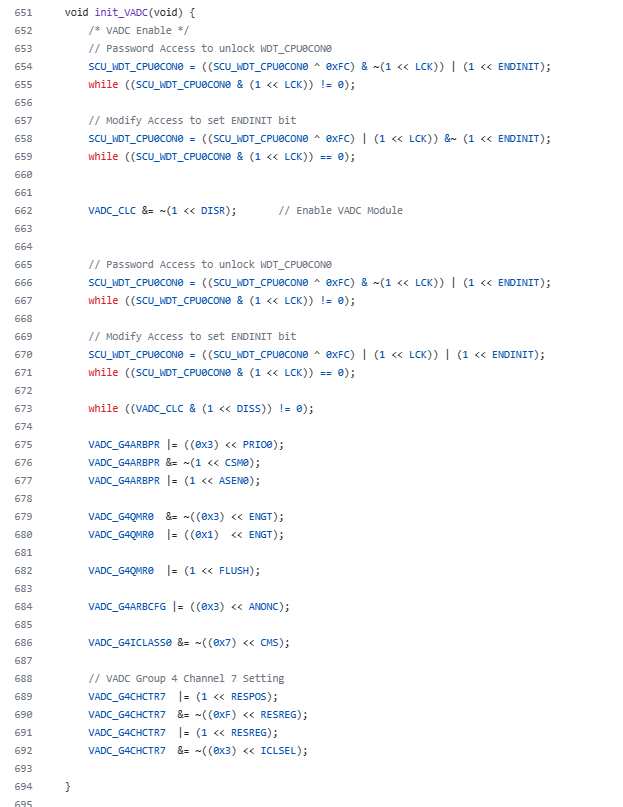 651 void init_VADC(void) {
652 /* VADC Enable */
653 // Password Access to unlock WDT_CPU0CON0
654 SCU_WDT_CPU0CON0 = ((SCU_WDT_CPU0CON0 ^ 0xFC) & ~(1 << LCK)) | (1 << ENDINIT);
655 while ((SCU_WDT_CPU0CON0 & (1 << LCK)) != 0);
656
657 // Modify Access to set ENDINIT bit
658 SCU_WDT_CPU0CON0 = ((SCU_WDT_CPU0CON0 ^ 0xFC) | (1 << LCK)) &~ (1 << ENDINIT);
659 while ((SCU_WDT_CPU0CON0 & (1 << LCK)) == 0);
660
661
662 VADC_CLC &= ~(1 << DISR); // Enable VADC Module
663
664
665 // Password Access to unlock WDT_CPU0CON0
666 SCU_WDT_CPU0CON0 = ((SCU_WDT_CPU0CON0 ^ 0xFC) & ~(1 << LCK)) | (1 << ENDINIT);
667 while ((SCU_WDT_CPU0CON0 & (1 << LCK)) != 0);
668
669 // Modify Access to set ENDINIT bit
670 SCU_WDT_CPU0CON0 = ((SCU_WDT_CPU0CON0 ^ 0xFC) | (1 << LCK)) | (1 << ENDINIT);
671 while ((SCU_WDT_CPU0CON0 & (1 << LCK)) == 0);
672
673 while ((VADC_CLC & (1 << DISS)) != 0);
674
675 VADC_G4ARBPR |= ((0x3) << PRIO0);
676 VADC_G4ARBPR &= ~(1 << CSM0);
677 VADC_G4ARBPR |= (1 << ASEN0);
678
679 VADC_G4QMR0 &= ~((0x3) << ENGT);
680 VADC_G4QMR0 |= ((0x1) << ENGT);
681
682 VADC_G4QMR0 |= (1 << FLUSH);
683
684 VADC_G4ARBCFG |= ((0x3) << ANONC);
685
686 VADC_G4ICLASS0 &= ~((0x7) << CMS);
687
688 // VADC Group 4 Channel 7 Setting
689 VADC_G4CHCTR7 |= (1 << RESPOS);
690 VADC_G4CHCTR7 &= ~((0xF) << RESREG);
691 VADC_G4CHCTR7 |= (1 << RESREG);
692 VADC_G4CHCTR7 &= ~((0x3) << ICLSEL);
693
694 }
695